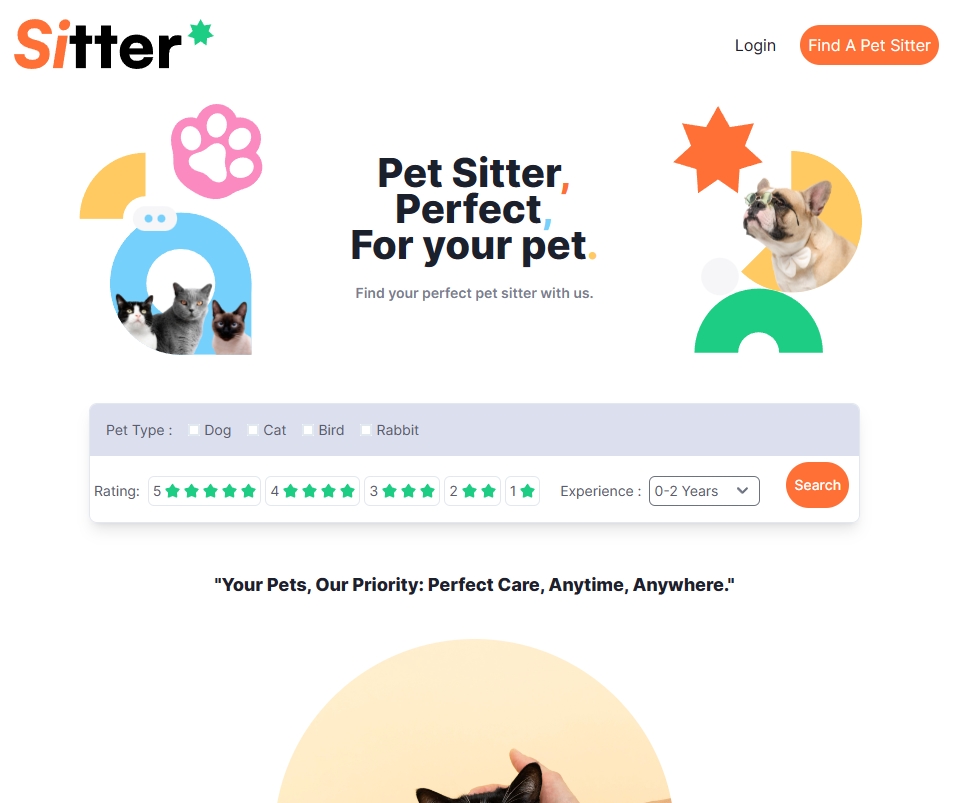 Sitter
Login
Find A Pet Sitter
Pet Sitter,
Perfect,
For your pet.
Find your perfect pet sitter with us.
Pet Type :
Dog
Cat
Bird
Rabbit
Rating:
5
4
3
2
1
Experience :
0-2 Years
Search
"Your Pets, Our Priority: Perfect Care, Anytime, Anywhere."